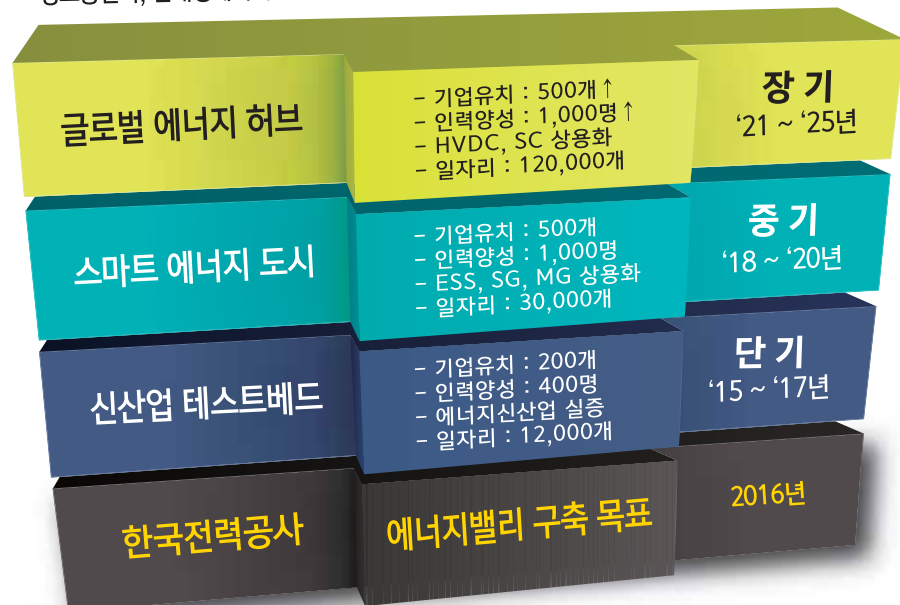 글로벌 에너지 허브
- 기업유치 : 500개↑
- 인력양성 : 1,000명↑
- HVDC, SC 상용화
- 일자리 : 120,000개
장 기
‘21 ~ ‘25년
스마트 에너지 도시
- 기업유치 : 500개
- 인력양성 : 1,000명
- ESS, SG, MG 상용화
- 일자리 : 30,000개
중 기
‘18 ~ ‘20년
신산업 테스트베드
- 기업유치 : 200개
- 인력양성 : 400명
- 에너지신산업 실증
- 일자리 : 12,000개
단 기
‘15 ~ ‘17년
한국전력공사
에너지밸리 구축 목표
2016년